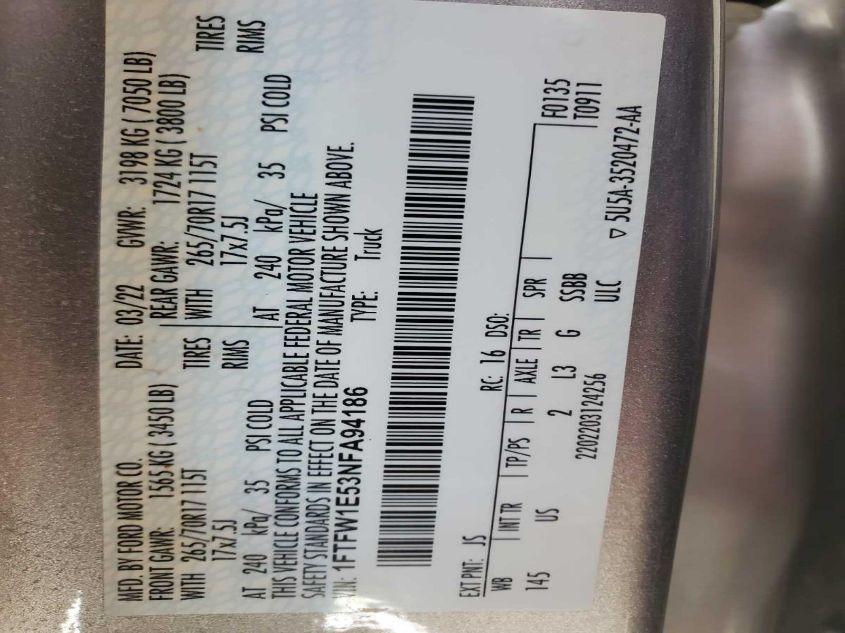 MFD. BY FORD MOTOR CO. DATE: 03/22 GVWR: 3198 KG ( 7050 LB)
FRONT GAWR: 1565 KG ( 3450 LB) REAR GAWR: 1724 KG ( 3800 LB)
WITH 265/70R17 115T TIRES WITH 265/70R17 115T TIRES
17x7.5J RIMS 17x7.5J RIMS
AT 240 kPa/ 35 PSI COLD AT 240 kPa/ 35 PSI COLD
THIS VEHICLE CONFORMS TO ALL APPLICABLE FEDERAL MOTOR VEHICLE
SAFETY STANDARDS IN EFFECT ON THE DATE OF MANUFACTURE SHOWN ABOVE.
VIN: 1FTFW1E53NFA94186 TYPE: Truck
EXT PNT: JS RC: 16 DSO: F0135
WB INT TR TP/PS R AXLE TR SPR T0911
145 US 2 L3 G SSBB
2202203124256 ULC ▽ 5U5A-3520472-AA